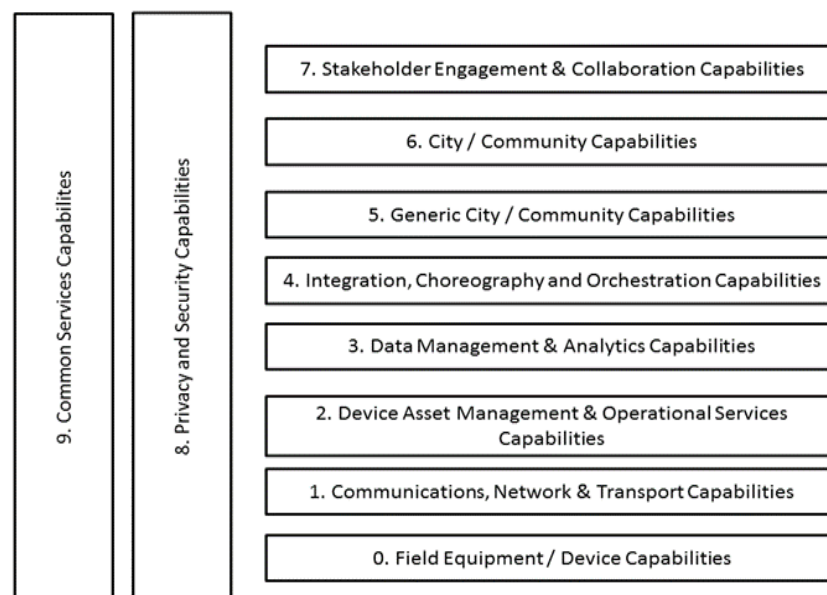 9. Common Services Capabilites
8. Privacy and Security Capabilities
7. Stakeholder Engagement & Collaboration Capabilities
6. City / Community Capabilities
5. Generic City / Community Capabilities
4. Integration, Choreography and Orchestration Capabilities
3. Data Management & Analytics Capabilities
2. Device Asset Management & Operational Services
Capabilities
1. Communications, Network & Transport Capabilities
0. Field Equipment / Device Capabilities